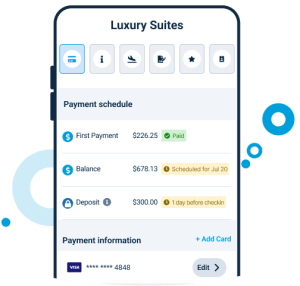 Luxury Suites
Payment schedule
First Payment $226.25 Paid
Balance $678.13 Scheduled for Jul 20
Deposit $300.00 1 day before checkin
Payment information + Add Card
VISA **** **** 4848 Edit